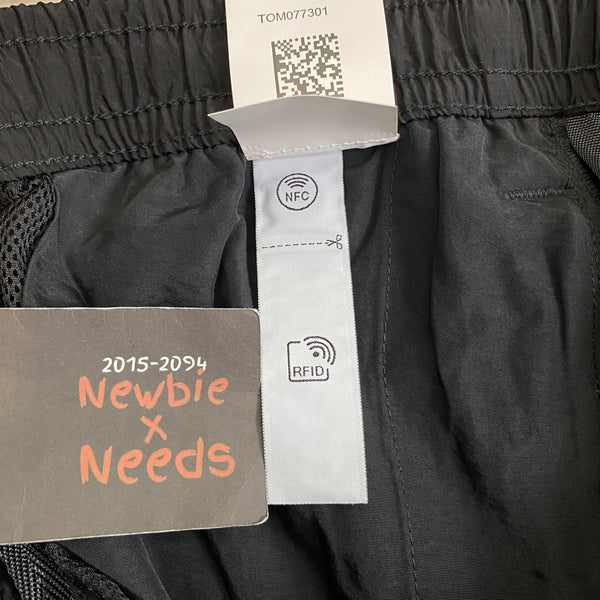 TOM077301
NFC
RFID
2015-2094
Newbie
x
Needs